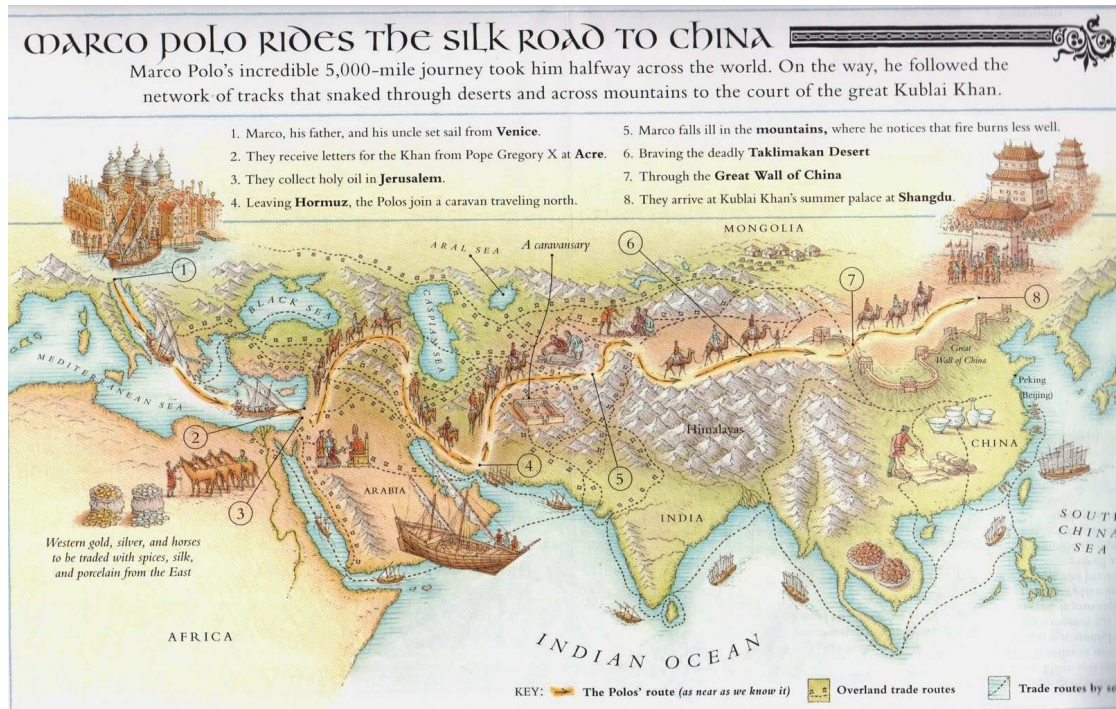 MARCO POLO RIDES THE SILK ROAD TO CHINA
Marco Polo's incredible 5,000-mile journey took him halfway across the world. On the way, he followed the
network of tracks that snaked through deserts and across mountains to the court of the great Kublai Khan.
1. Marco, his father, and his uncle set sail from Venice.
2. They receive letters for the Khan from Pope Gregory X at Acre.
3. They collect holy oil in Jerusalem.
4. Leaving Hormuz, the Polos join a caravan traveling north.
5. Marco falls ill in the mountains, where he notices that fire burns less well.
6. Braving the deadly Taklimakan Desert
7. Through the Great Wall of China
8. They arrive at Kublai Khan's summer palace at Shangdu.
MONGOLIA
ARAL SEA
A caravansary
6
1
7
8
BLACK SEA
CASPIAN SEA
Great
Wall of China
MEDITERRANEAN SEA
Peking
(Beijing)
2
Himalayas
CHINA
4
5
3
ARABIA
INDIA
SOUTH
CHINA
SEA
Western gold, silver, and horses
to be traded with spices, silk,
and porcelain from the East
AFRICA
INDIAN OCEAN
KEY:
The Polos' route (as near as we know it)
Overland trade routes
Trade routes by